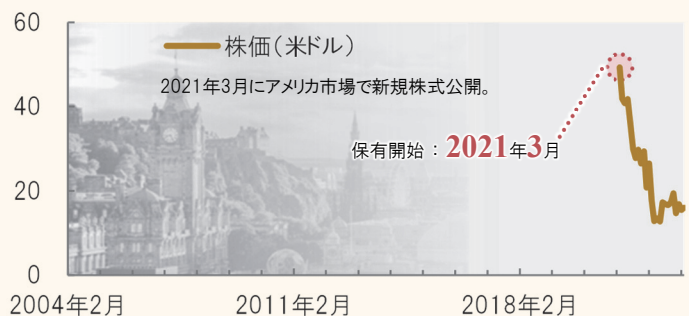 60
株価(米ドル)
2021年3月にアメリカ市場で新規株式公開。
40
保有開始：2021年3月
20
0
2004年2月 2011年2月 2018年2月